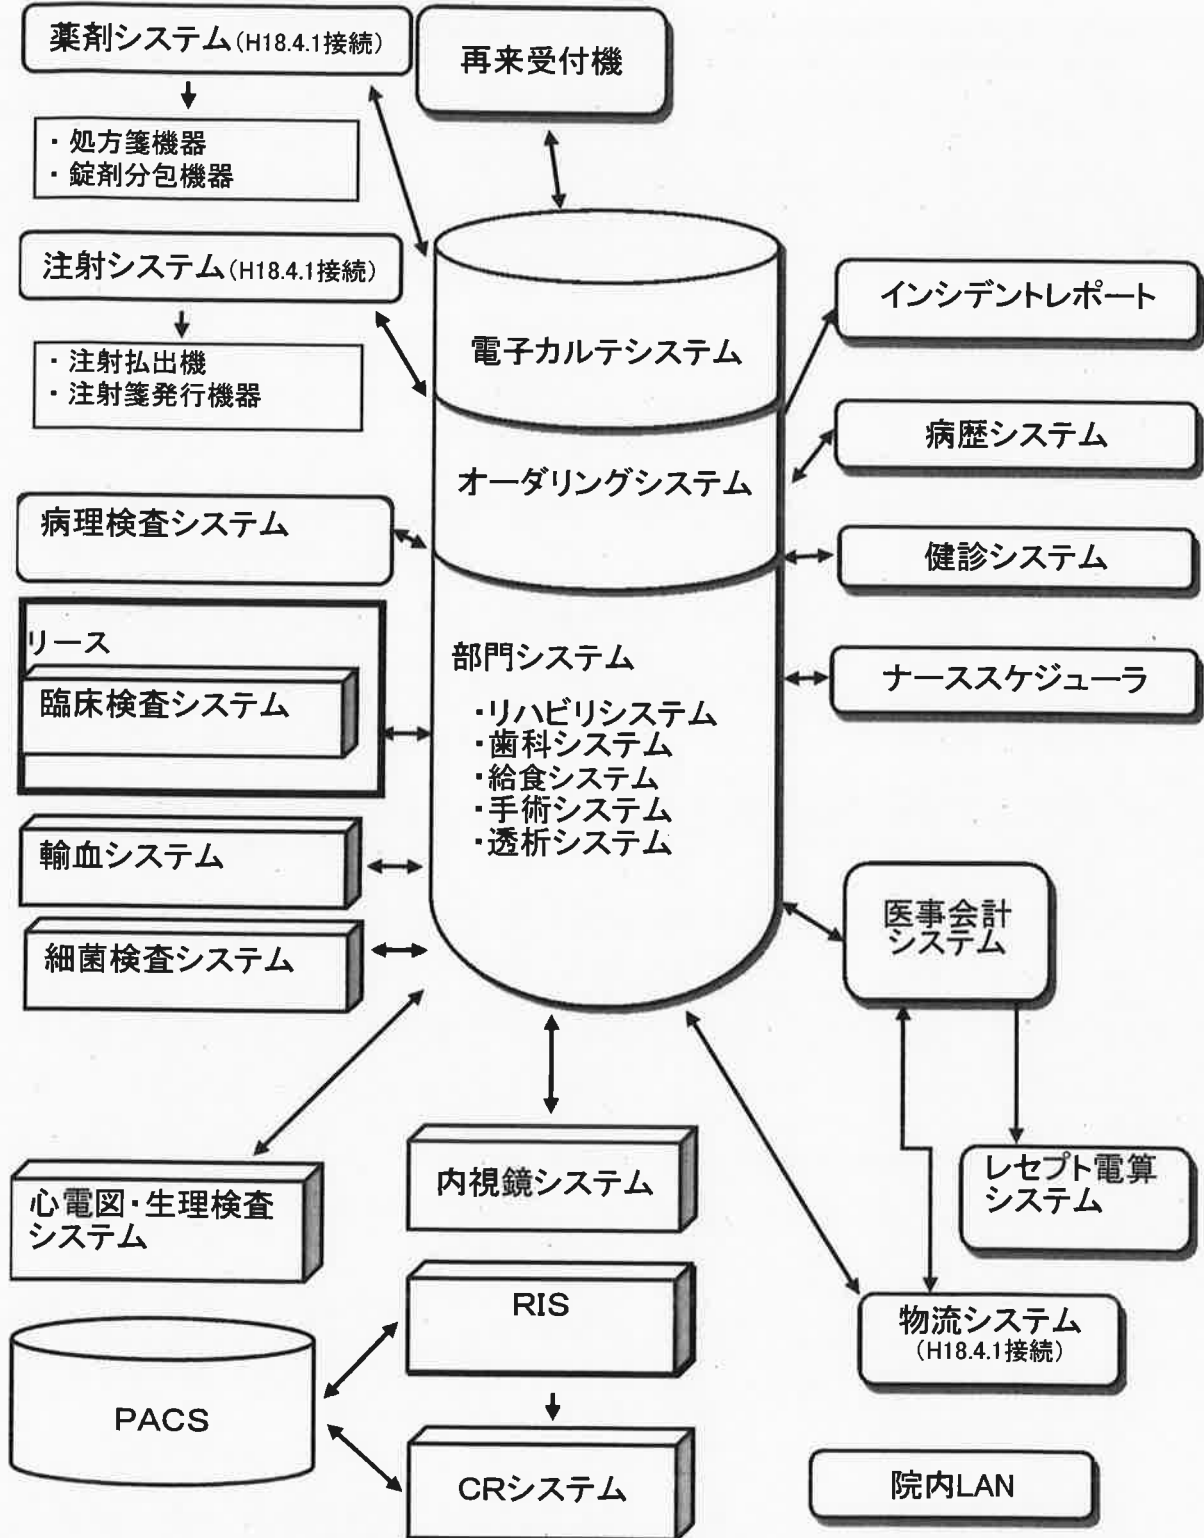 薬剤システム(H18.4.1接続)
再来受付機
・処方箋機器
・錠剤分包機器
注射システム(H18.4.1接続)
・注射払出機
・注射箋発行機器
電子カルテシステム
インシデントレポート
オーダリングシステム
病歴システム
病理検査システム
健診システム
リース
臨床検査システム
部門システム
・リハビリシステム
・歯科システム
・給食システム
・手術システム
・透析システム
ナーススケジューラ
輸血システム
細菌検査システム
医事会計
システム
心電図・生理検査
システム
内視鏡システム
レセプト電算
システム
RIS
物流システム
(H18.4.1接続)
PACS
CRシステム
院内LAN